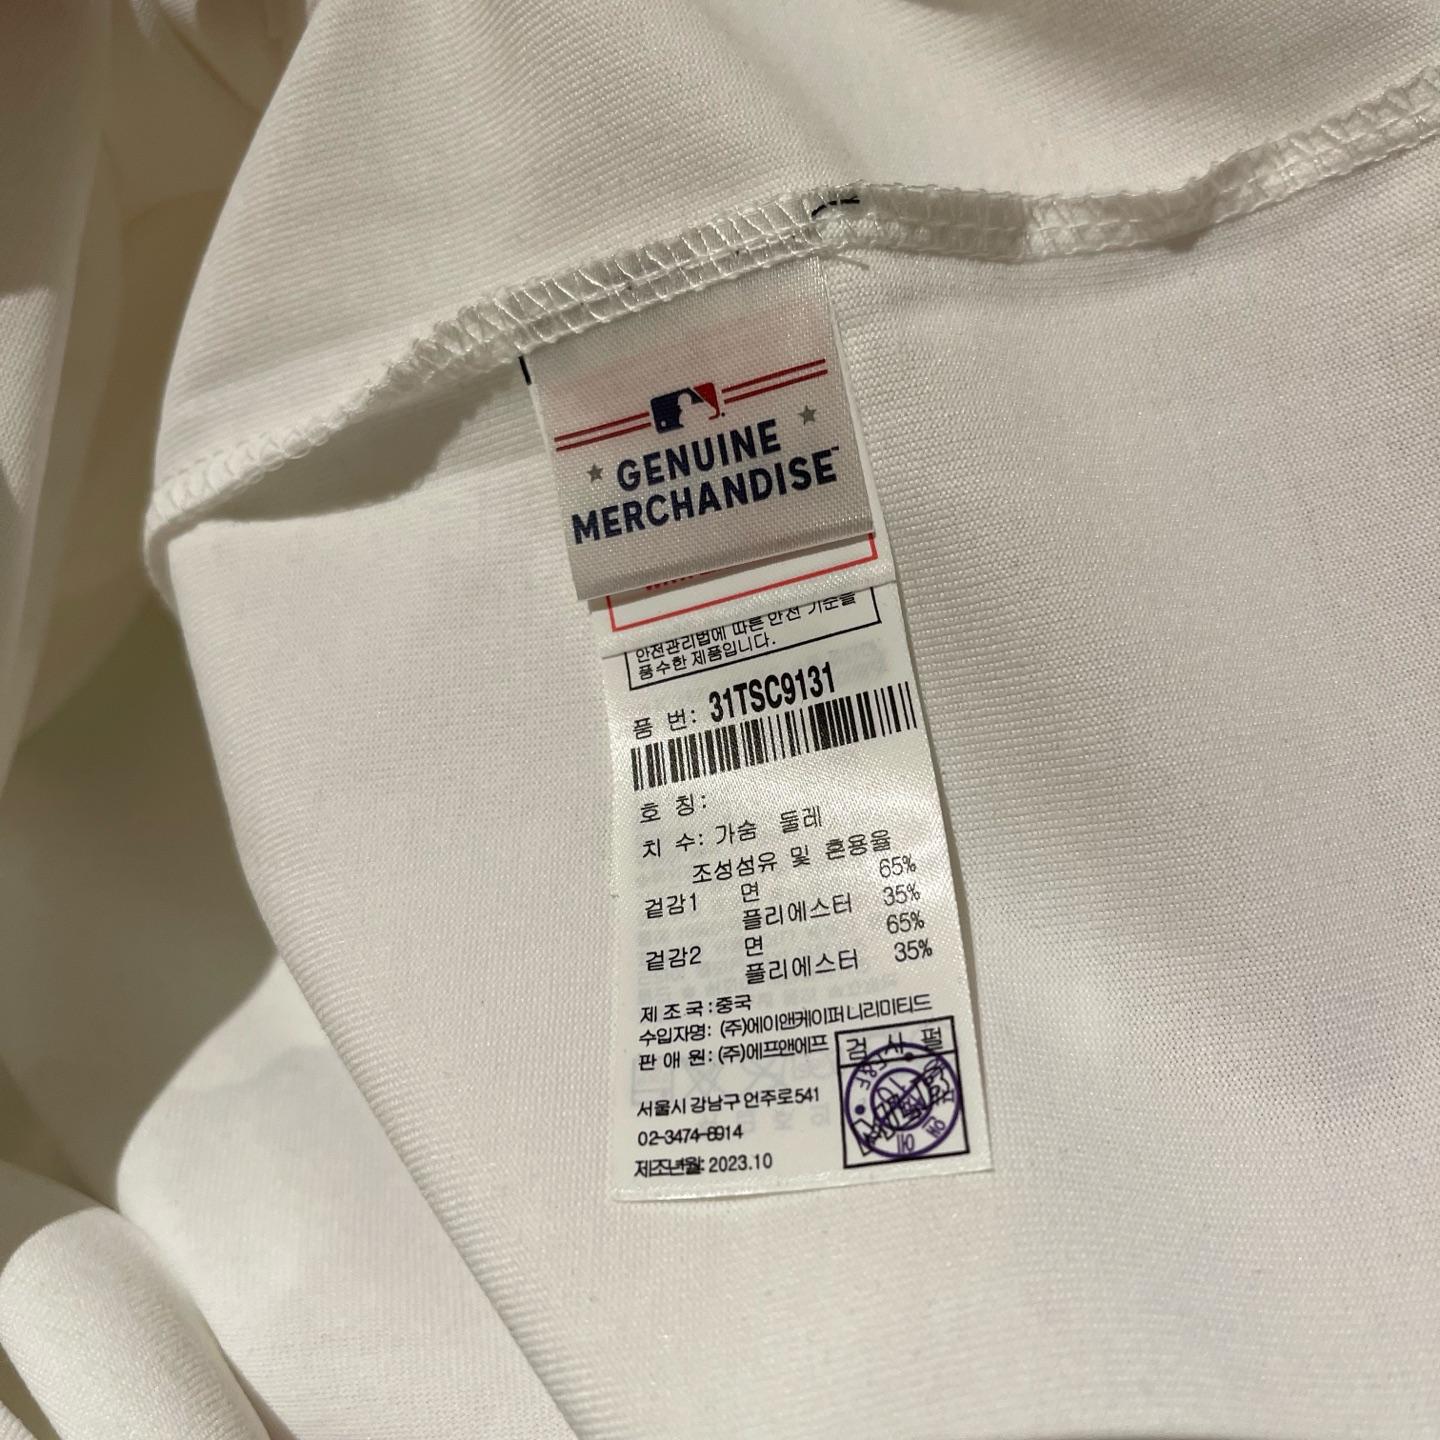 GENUINE
MERCHANDISE™
안전관리법에 따른 안전 기준을
풍수한 제품입니다.
품 번: 31TSC9131
호 칭:
치 수: 가슴 둘레
조성섬유 및 혼용율
겉감1 면 65%
플리에스터 35%
겉감2 면 65%
플리에스터 35%
제 조 국:중국
수입자명: (주)에이앤케이퍼니리미티드
판 애 원: (주)에프앤에프
서울시 강남구 언주로541
02-3474-8914
제조년월: 2023.10
검 사 필